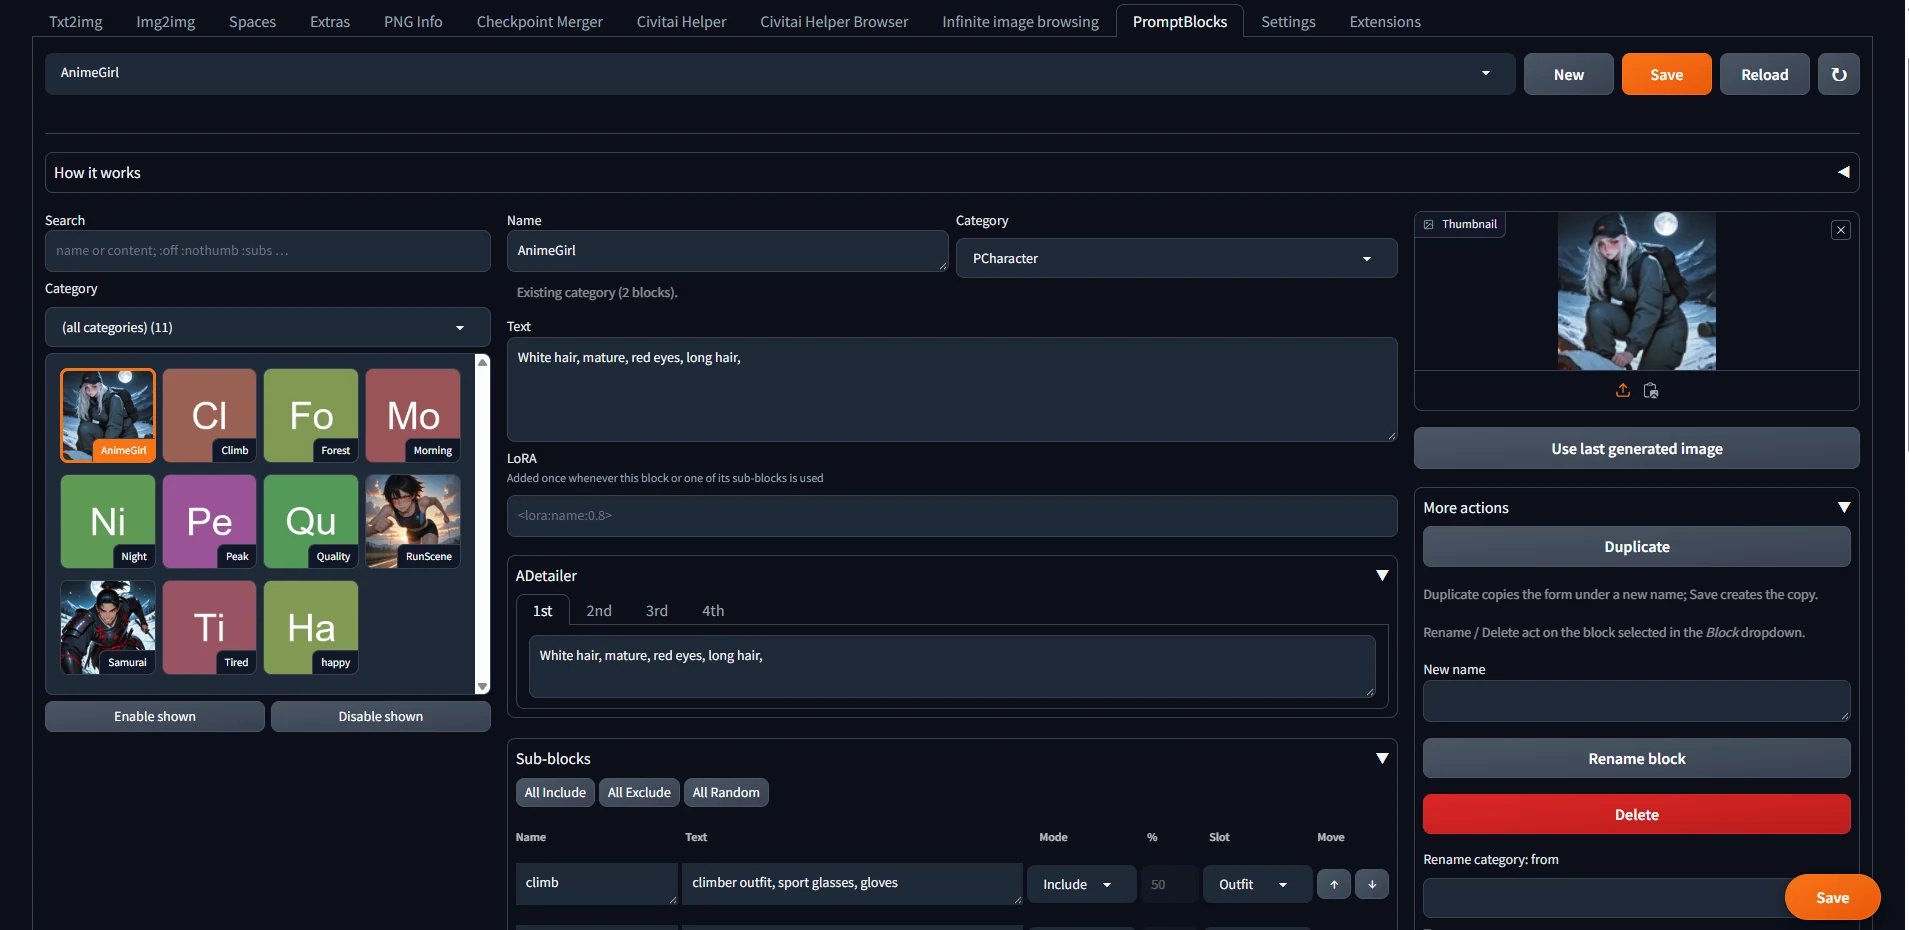 Txt2img Img2img Spaces Extras PNG Info Checkpoint Merger Civitai Helper Civitai Helper Browser Infinite image browsing PromptBlocks Settings Extensions
AnimeGirl
New Save Reload ↻
How it works
Search
name or content; :off :nothumb :subs ...
Category
(all categories) (11)
AnimeGirl
Cl
Climb
Fo
Forest
Mo
Morning
Ni
Night
Pe
Peak
Qu
Quality
RunScene
Samurai
Ti
Tired
Ha
happy
Enable shown Disable shown
Name
AnimeGirl
Category
PCharacter
Existing category (2 blocks).
Text
White hair, mature, red eyes, long hair,
LoRA
Added once whenever this block or one of its sub-blocks is used
<lora:name:0.8>
ADetailer
1st 2nd 3rd 4th
White hair, mature, red eyes, long hair,
Sub-blocks
All Include All Exclude All Random
Name Text Mode % Slot Move
climb climber outfit, sport glasses, gloves Include 50 Outfit ↑ ↓
Thumbnail
Use last generated image
More actions
Duplicate
Duplicate copies the form under a new name; Save creates the copy.
Rename / Delete act on the block selected in the Block dropdown.
New name
Rename block
Delete
Rename category: from
Save